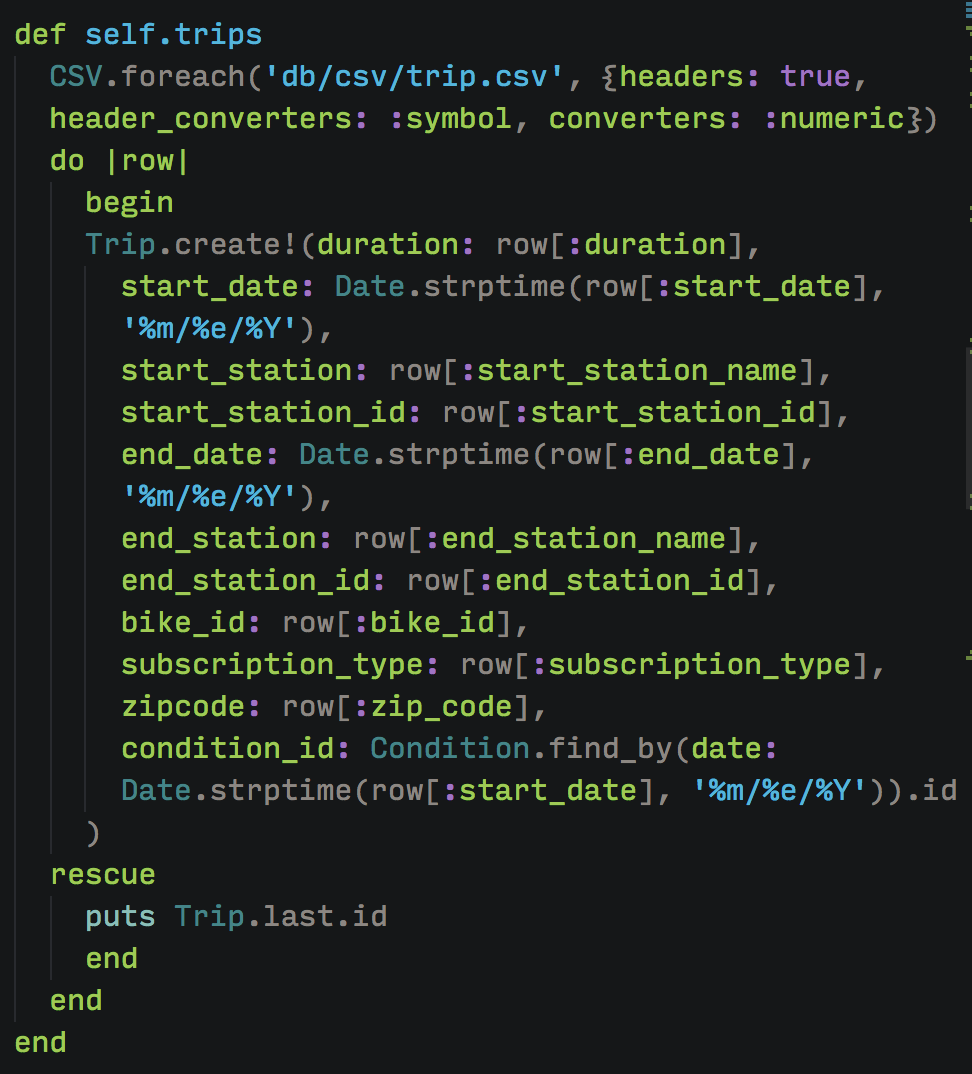 def self.trips
  CSV.foreach('db/csv/trip.csv', {headers: true,
  header_converters: :symbol, converters: :numeric})
  do |row|
    begin
    Trip.create!(duration: row[:duration],
      start_date: Date.strptime(row[:start_date],
      '%m/%e/%Y'),
      start_station: row[:start_station_name],
      start_station_id: row[:start_station_id],
      end_date: Date.strptime(row[:end_date],
      '%m/%e/%Y'),
      end_station: row[:end_station_name],
      end_station_id: row[:end_station_id],
      bike_id: row[:bike_id],
      subscription_type: row[:subscription_type],
      zipcode: row[:zip_code],
      condition_id: Condition.find_by(date:
      Date.strptime(row[:start_date], '%m/%e/%Y')).id
    )
  rescue
    puts Trip.last.id
    end
  end
end